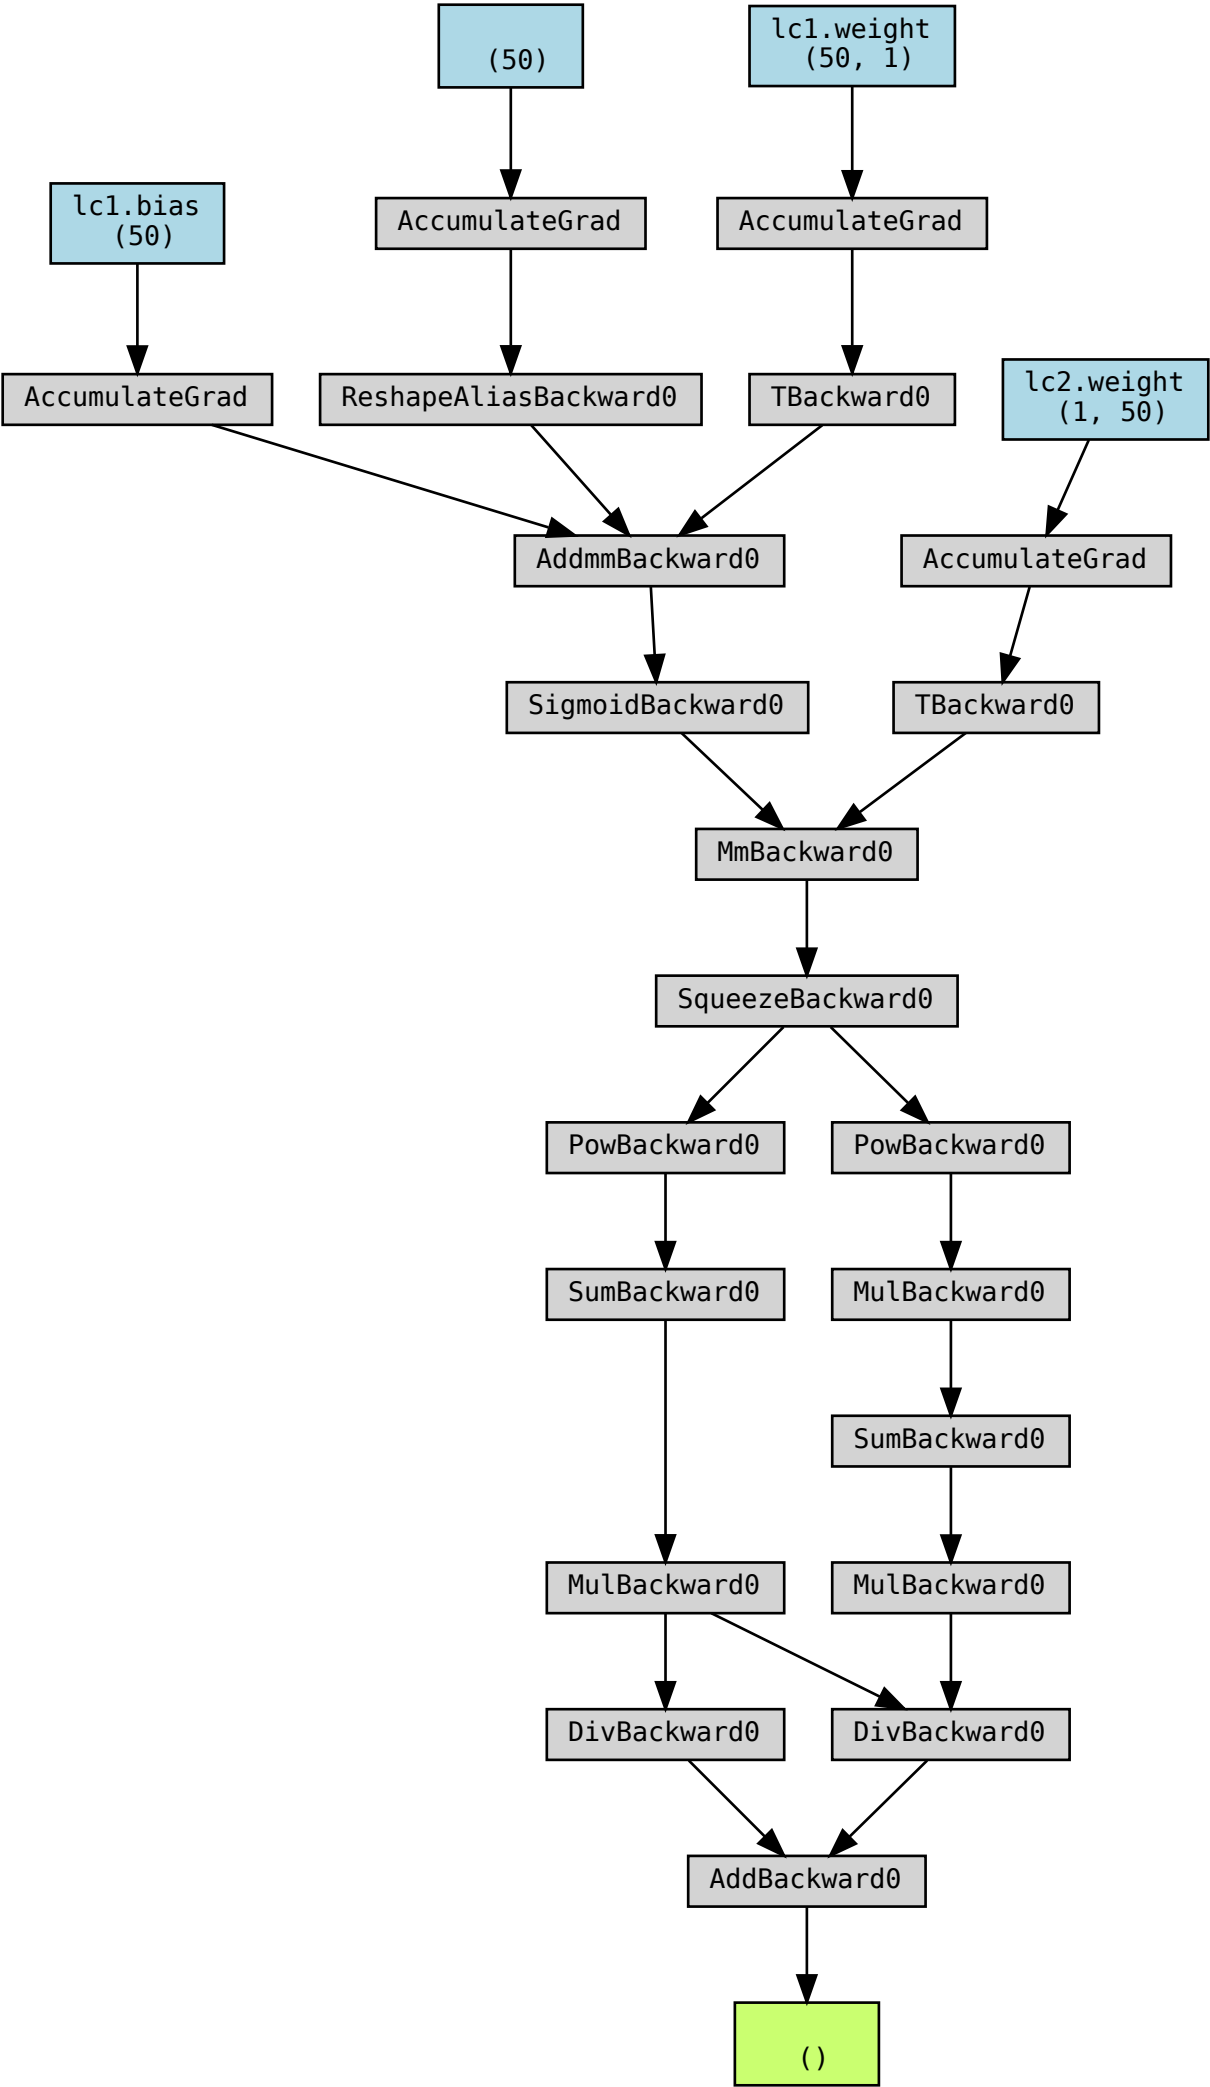 (50)
lc1.weight
(50, 1)
lc1.bias
(50)
AccumulateGrad
AccumulateGrad
AccumulateGrad
ReshapeAliasBackward0
TBackward0
lc2.weight
(1, 50)
AddmmBackward0
AccumulateGrad
SigmoidBackward0
TBackward0
MmBackward0
SqueezeBackward0
PowBackward0
PowBackward0
SumBackward0
MulBackward0
SumBackward0
MulBackward0
MulBackward0
DivBackward0
DivBackward0
AddBackward0
()